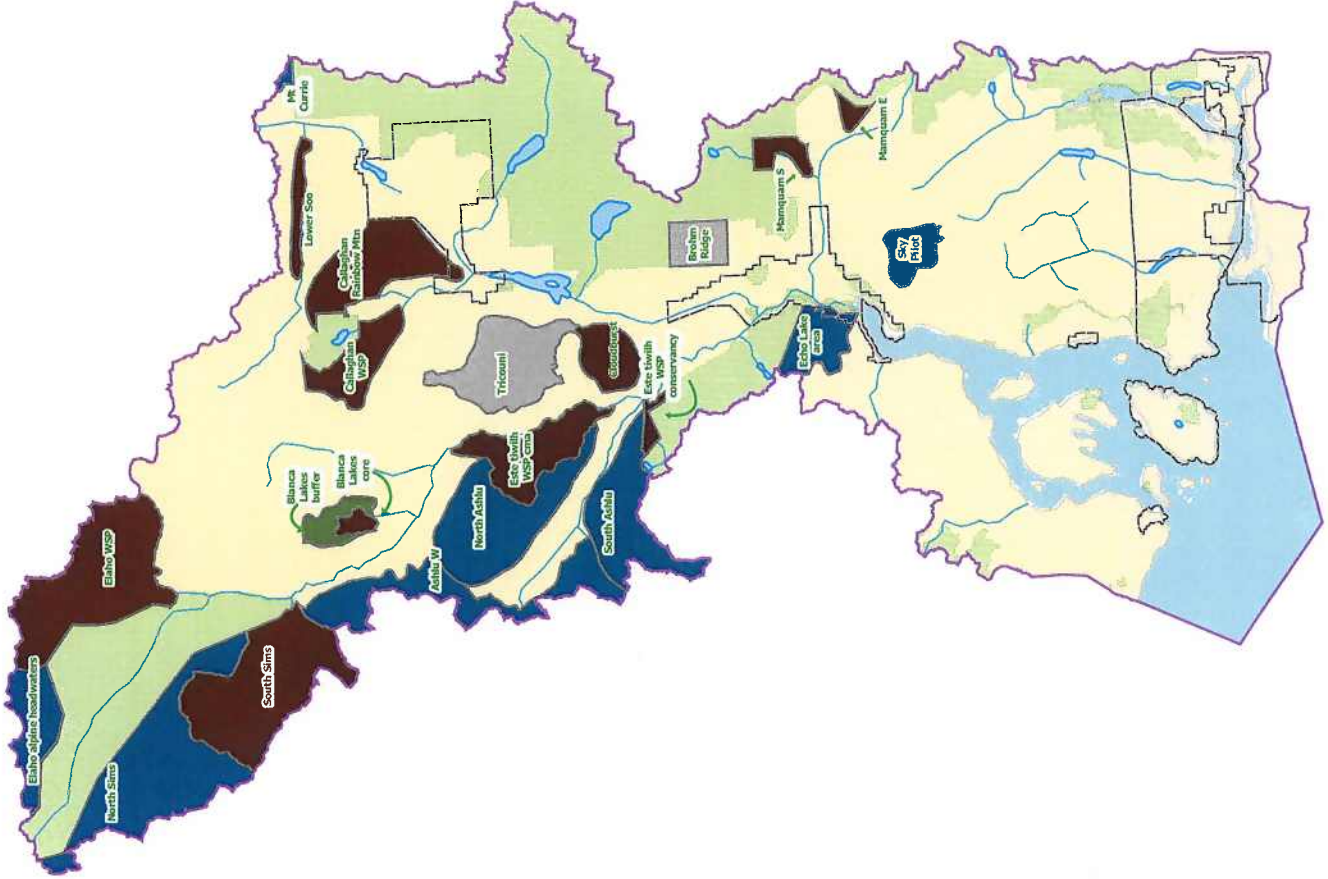 Mt
Currie
Lower Soo
Callaghan
Rainbow Mtn
Callaghan
WSP
Tricouni
Cloudburst
Brohm
Ridge
Mamquam S
Mamquam E
Sky
Pilot
Echo Lake
area
Este tiwilh
WSP
conservancy
Este tiwilh
WSP cma
Blanca
Lakes
buffer
Blanca
Lakes
core
North Ashlu
South Ashlu
Ashlu W
Elaho WSP
Elaho alpine headwaters
South Sims
North Sims